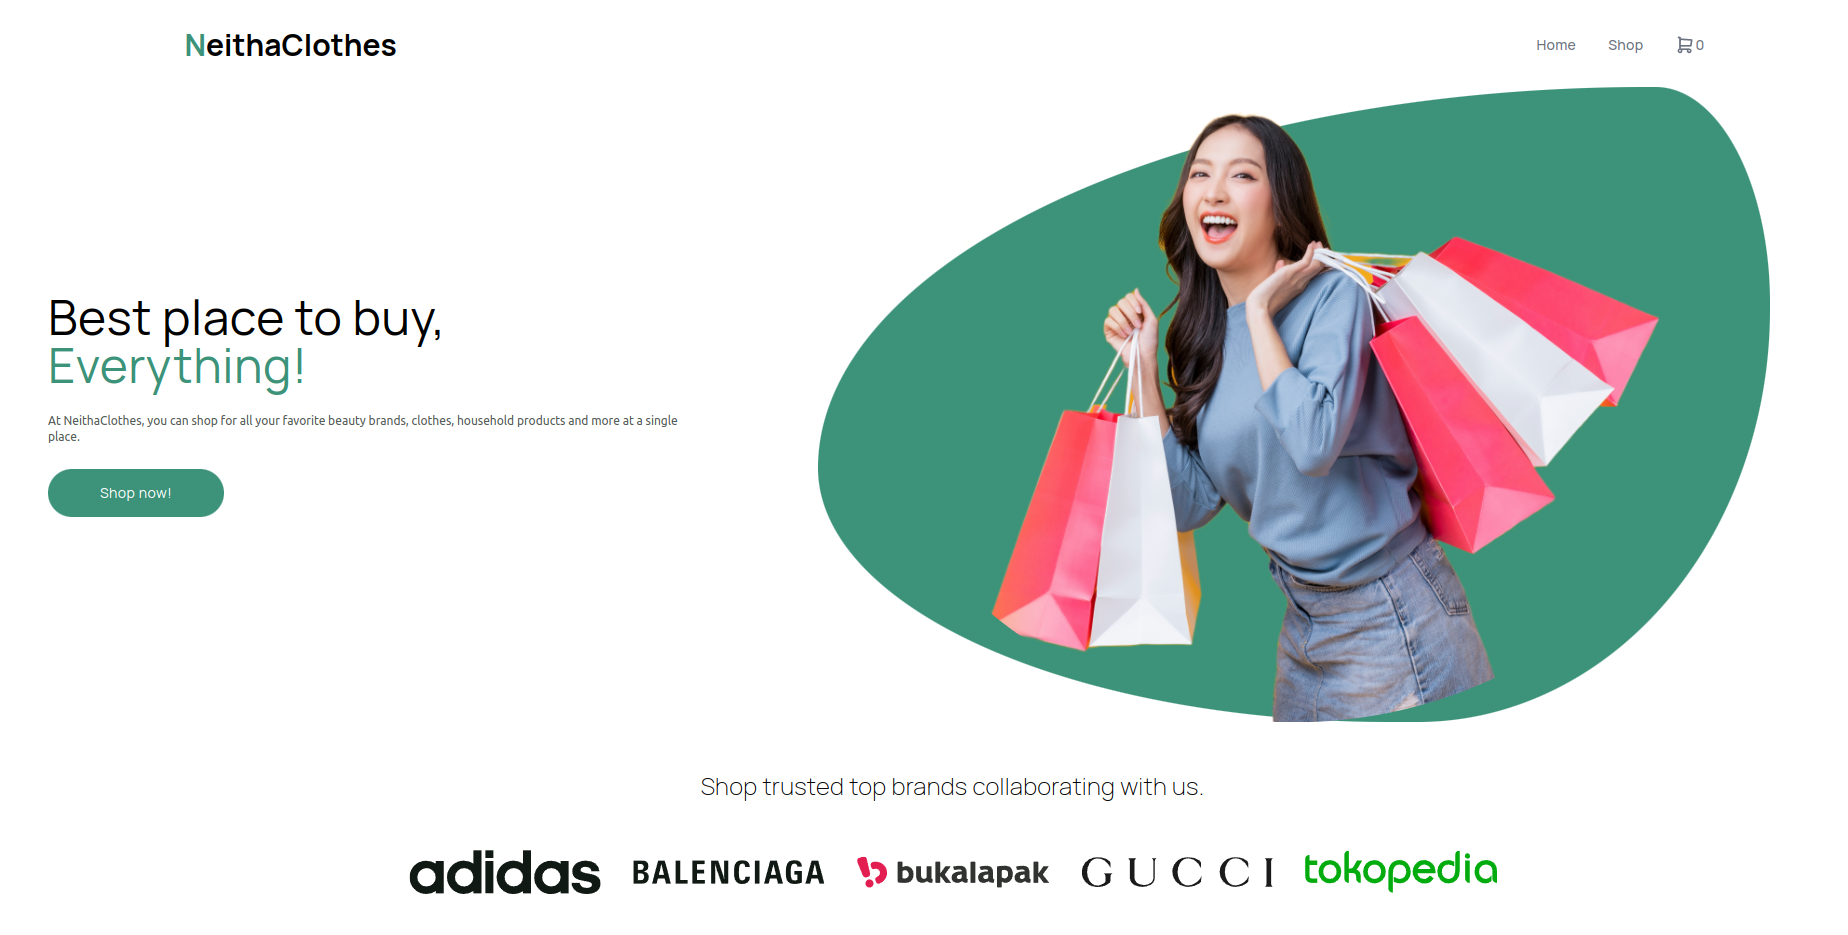 NeithaClothes
Home
Shop
0
Best place to buy,
Everything!
At NeithaClothes, you can shop for all your favorite beauty brands, clothes, household products and more at a single
place.
Shop now!
Shop trusted top brands collaborating with us.
adidas
BALENCIAGA
bukalapak
GUCCI
tokopedia